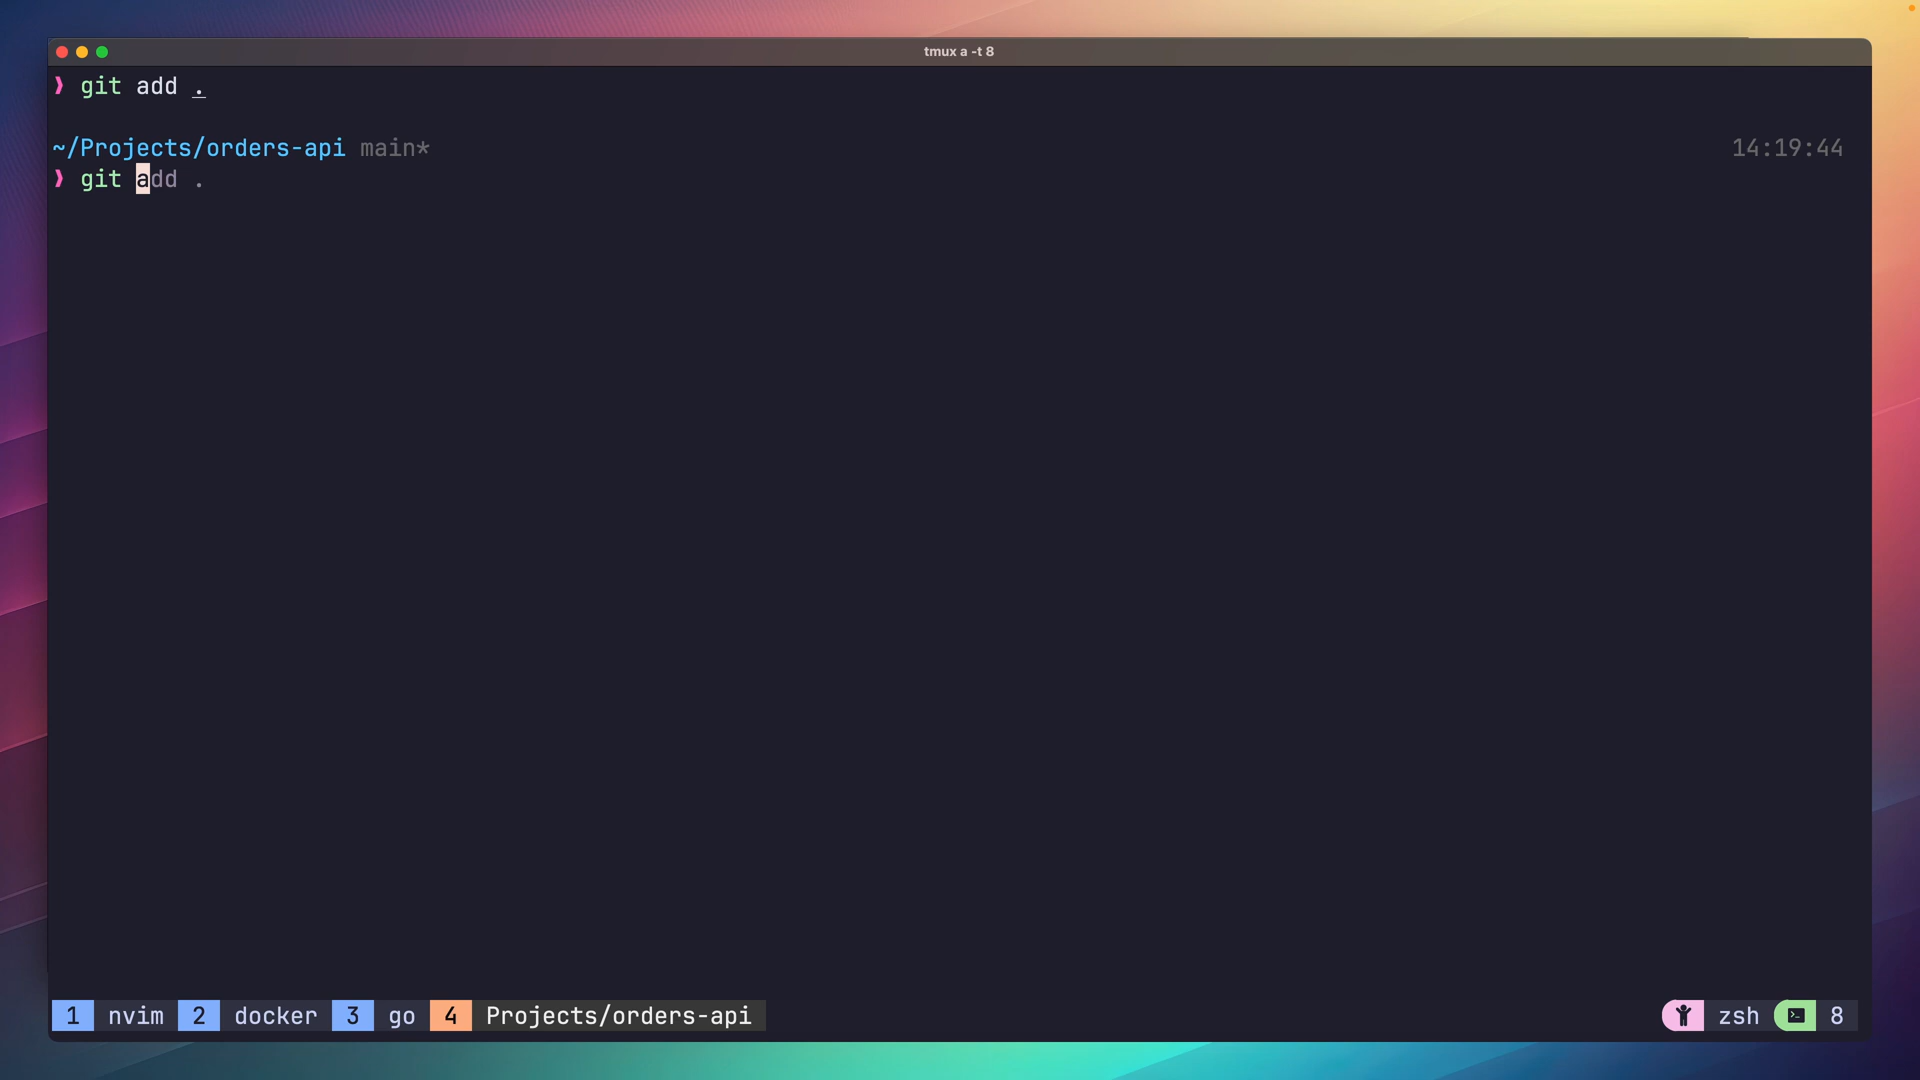 tmux a -t 8
❯ git add .
~/Projects/orders-api main* 14:19:44
❯ git add .
1 nvim 2 docker 3 go 4 Projects/orders-api zsh 8